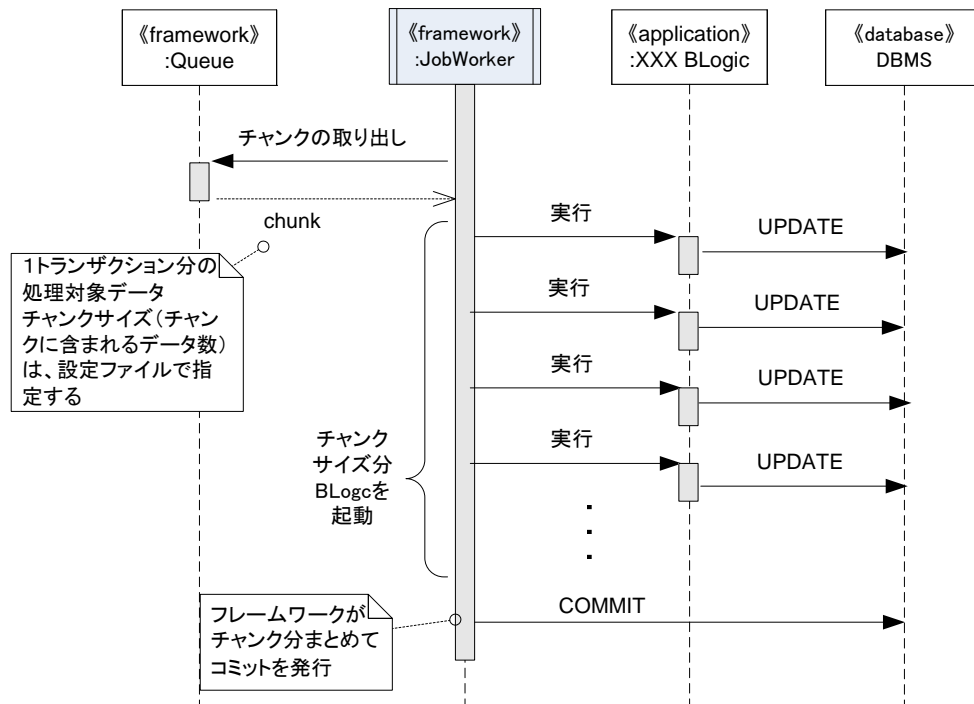 《framework》
:Queue
《framework》
:JobWorker
《application》
:XXX BLogic
《database》
DBMS
チャンクの取り出し
chunk
1トランザクション分の
処理対象データ
チャンクサイズ(チャン
クに含まれるデータ数)
は、設定ファイルで指
定する
実行
UPDATE
実行
UPDATE
実行
UPDATE
実行
UPDATE
チャンク
サイズ分
BLogcを
起動
フレームワークが
チャンク分まとめて
コミットを発行
COMMIT